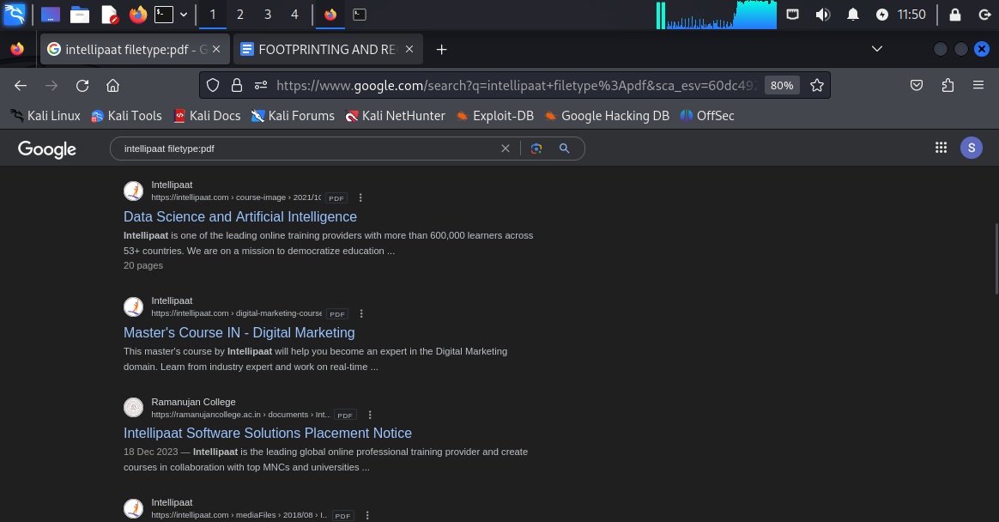 1 2 3 4 11:50
intellipaat filetype:pdf - G
FOOTPRINTING AND RE
https://www.google.com/search?q=intellipaat+filetype%3Apdf&sca_esv=60dc492
80%
Kali Linux Kali Tools Kali Docs Kali Forums Kali NetHunter Exploit-DB Google Hacking DB OffSec
Google
intellipaat filetype:pdf
S
Intellipaat
https://intellipaat.com › course-image › 2021/10 PDF
Data Science and Artificial Intelligence
Intellipaat is one of the leading online training providers with more than 600,000 learners across
53+ countries. We are on a mission to democratize education ...
20 pages
Intellipaat
https://intellipaat.com › digital-marketing-course PDF
Master's Course IN - Digital Marketing
This master's course by Intellipaat will help you become an expert in the Digital Marketing
domain. Learn from industry expert and work on real-time ...
Ramanujan College
https://ramanujancollege.ac.in › documents › Int... PDF
Intellipaat Software Solutions Placement Notice
18 Dec 2023 — Intellipaat is the leading global online professional training provider and create
courses in collaboration with top MNCs and universities ...
Intellipaat
https://intellipaat.com › mediaFiles › 2018/08 › I.. PDF